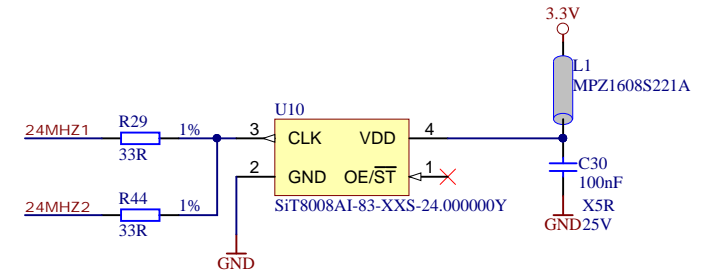 3.3V
L1
MPZ1608S221A
U10
R29
1%
24MHZ1
33R
3
CLK
VDD
4
2
GND
OE/ST
1
C30
100nF
X5R
25V
GND
R44
1%
24MHZ2
33R
SiT8008AI-83-XXS-24.000000Y
GND